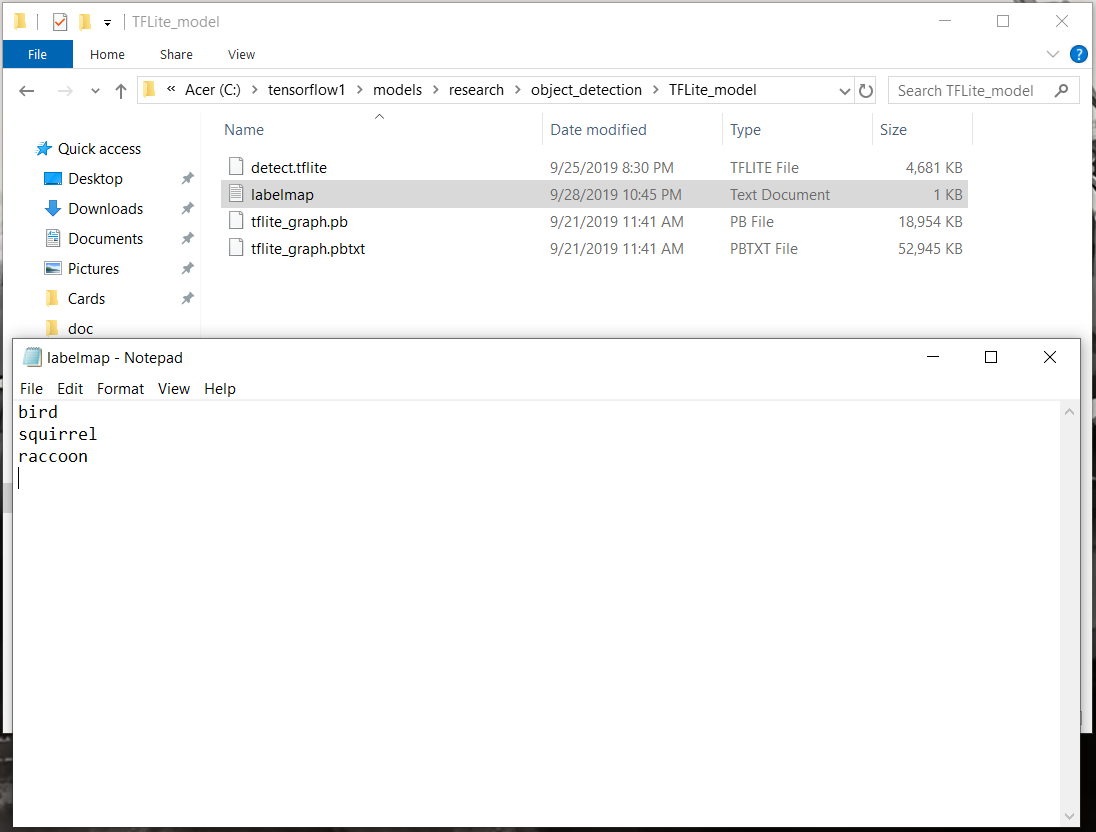 TFLite_model
File Home Share View
« Acer (C:) > tensorflow1 > models > research > object_detection > TFLite_model Search TFLite_model
Name Date modified Type Size
Quick access
Desktop
Downloads
Documents
Pictures
Cards
doc
detect.tflite 9/25/2019 8:30 PM TFLITE File 4,681 KB
labelmap 9/28/2019 10:45 PM Text Document 1 KB
tflite_graph.pb 9/21/2019 11:41 AM PB File 18,954 KB
tflite_graph.pbtxt 9/21/2019 11:41 AM PBTXT File 52,945 KB
labelmap - Notepad
File Edit Format View Help
bird
squirrel
raccoon